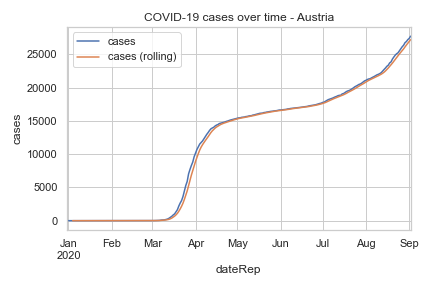 COVID-19 cases over time - Austria
cases
cases (rolling)
25000
20000
15000
10000
5000
0
cases
Jan Feb Mar Apr May Jun Jul Aug Sep
2020
dateRep